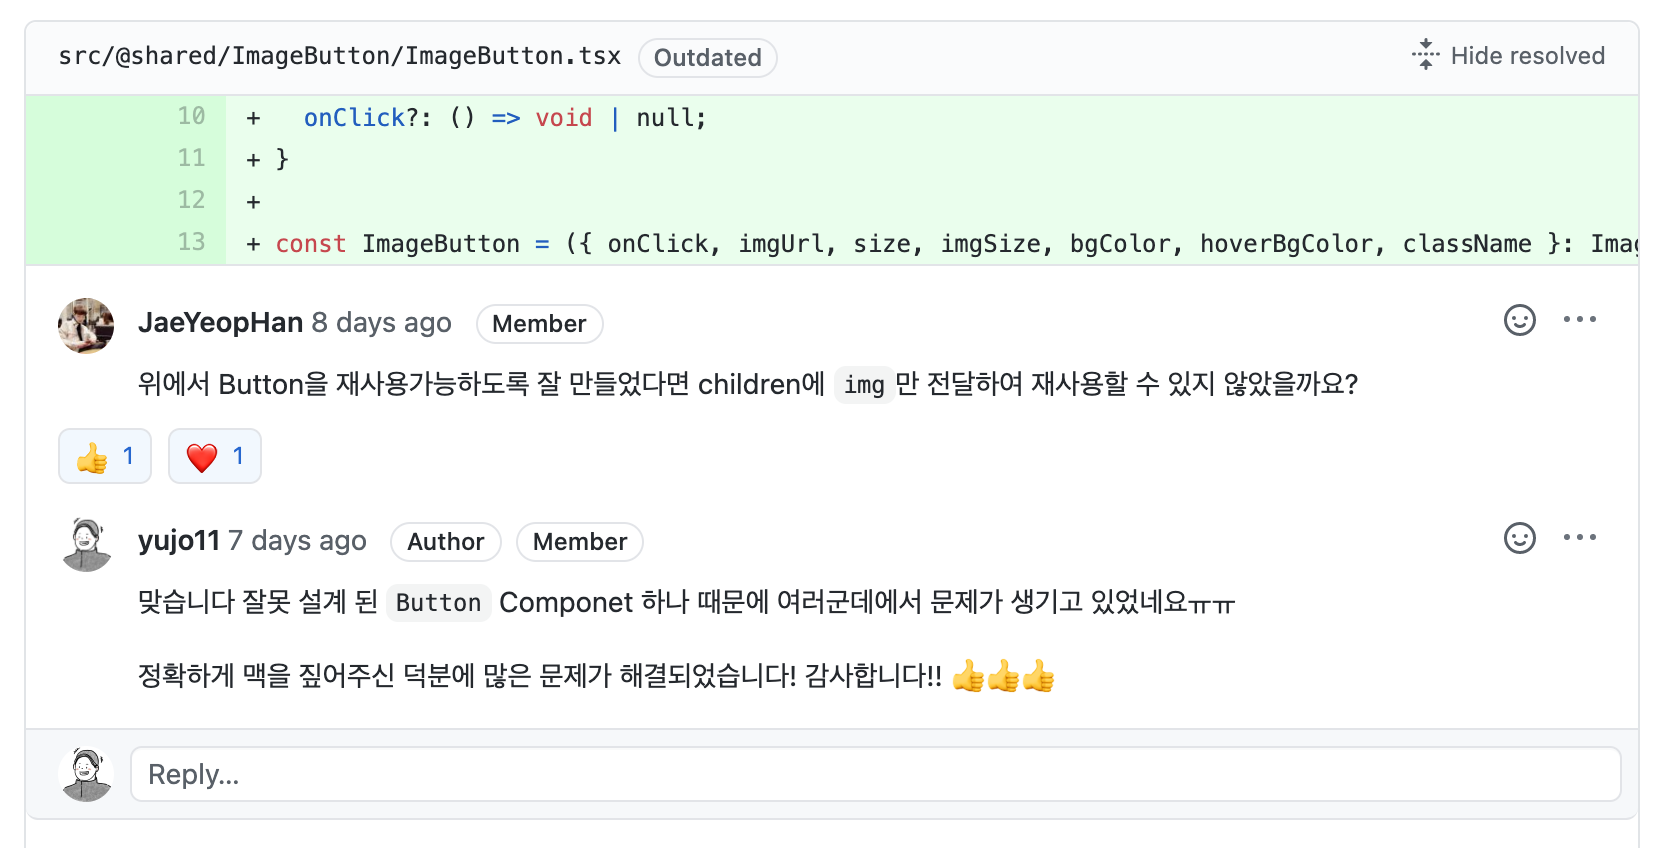 src/@shared/ImageButton/ImageButton.tsx Outdated Hide resolved
10 + onClick?: () => void | null;
11 + }
12 +
13 + const ImageButton = ({ onClick, imgUrl, size, imgSize, bgColor, hoverBgColor, className }: Imag
JaeYeopHan 8 days ago Member
위에서 Button을 재사용가능하도록 잘 만들었다면 children에 img만 전달하여 재사용할 수 있지 않았을까요?
👍 1 ❤️ 1
yujo11 7 days ago Author Member
맞습니다 잘못 설계 된 Button Componet 하나 때문에 여러군데에서 문제가 생기고 있었네요ㅠㅠ
정확하게 맥을 짚어주신 덕분에 많은 문제가 해결되었습니다! 감사합니다!! 👍👍👍
Reply...